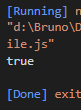 [Running]
"d:\Bruno\D
ile.js"
true
[Done] exit